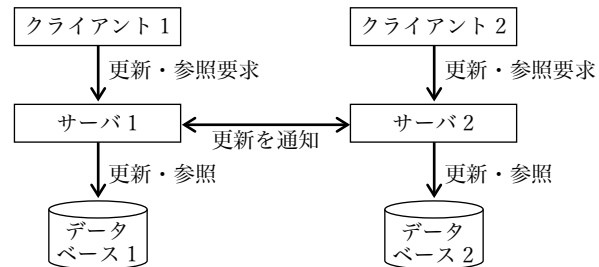 クライアント1
クライアント2
更新・参照要求
更新・参照要求
サーバ1
サーバ2
更新を通知
更新・参照
更新・参照
データ
ベース1
データ
ベース2